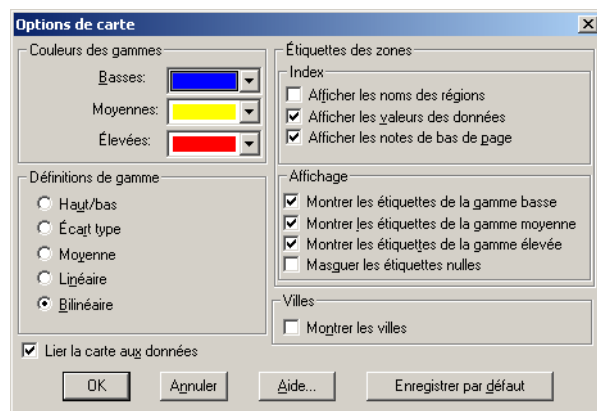 Options de carte
Couleurs des gammes
Basses:
Moyennes:
Élevées:
Définitions de gamme
Haut/bas
Écart type
Moyenne
Linéaire
Bilinéaire
Lier la carte aux données
Étiquettes des zones
Index
Afficher les noms des régions
Afficher les valeurs des données
Afficher les notes de bas de page
Affichage
Montrer les étiquettes de la gamme basse
Montrer les étiquettes de la gamme moyenne
Montrer les étiquettes de la gamme élevée
Masguer les étiquettes nulles
Villes
Montrer les villes
OK
Annuler
Aide...
Enregistrer par défaut